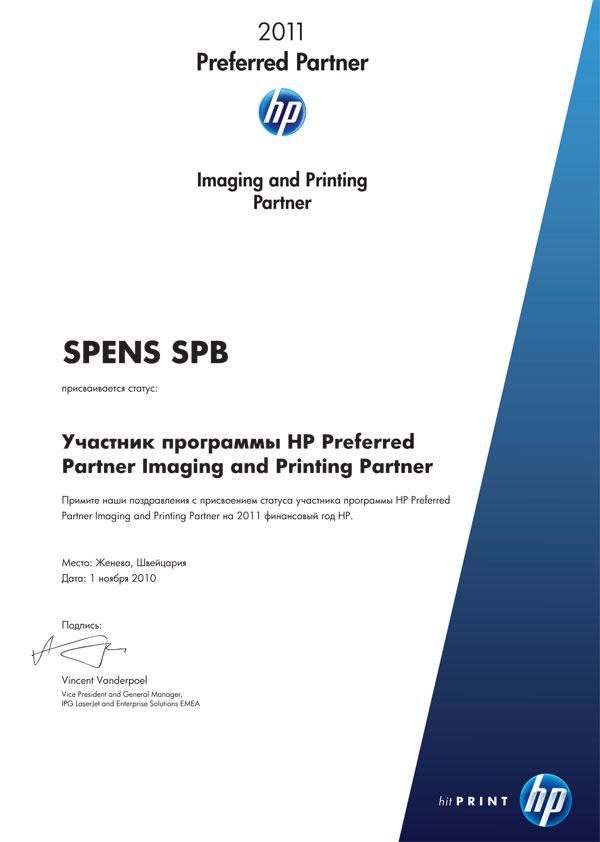 2011
Preferred Partner
hp
Imaging and Printing
Partner
SPENS SPB
присваивается статус:
Участник программы HP Preferred
Partner Imaging and Printing Partner
Примите наши поздравления с присвоением статуса участника программы HP Preferred
Partner Imaging and Printing Partner на 2011 финансовый год HP.
Место: Женева, Швейцария
Дата: 1 ноября 2010
Подпись:
Vincent Vanderpoel
Vice President and General Manager,
IPG LaserJet and Enterprise Solutions EMEA
hit PRINT hp